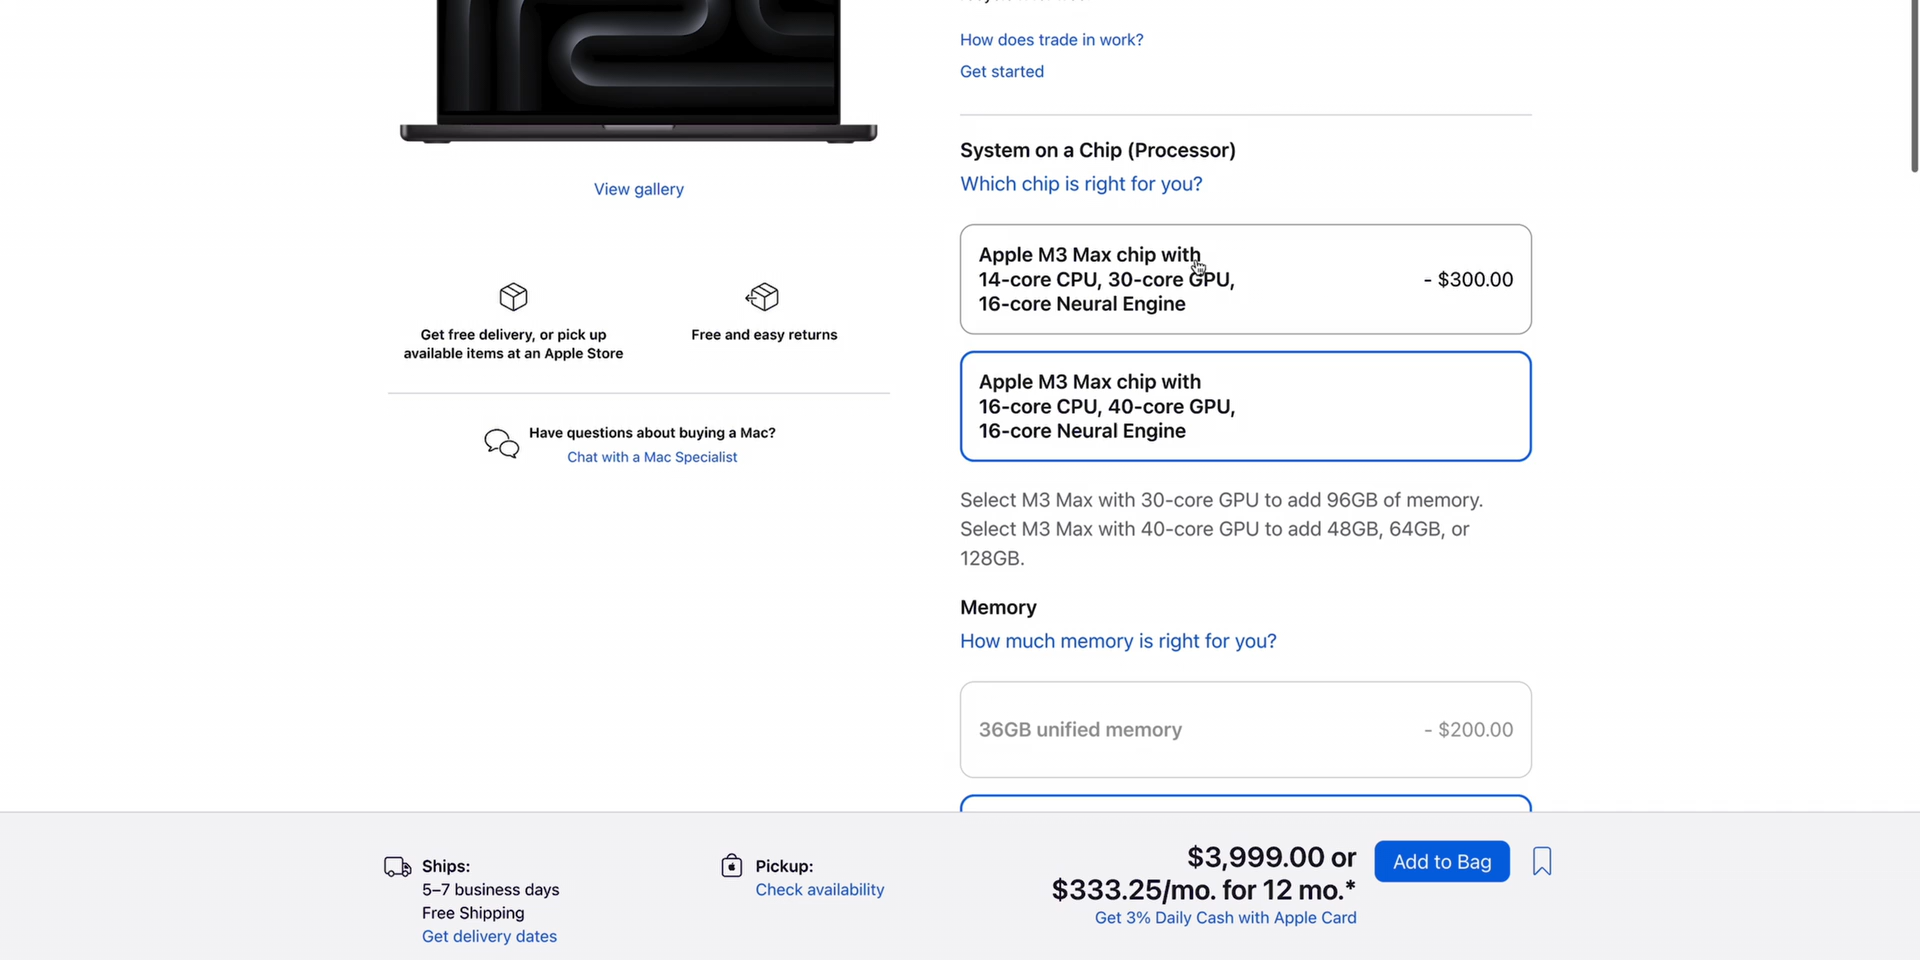 How does trade in work?
Get started
System on a Chip (Processor)
Which chip is right for you?
View gallery
Apple M3 Max chip with
14-core CPU, 30-core GPU,
16-core Neural Engine
- $300.00
Get free delivery, or pick up
available items at an Apple Store
Free and easy returns
Apple M3 Max chip with
16-core CPU, 40-core GPU,
16-core Neural Engine
Have questions about buying a Mac?
Chat with a Mac Specialist
Select M3 Max with 30-core GPU to add 96GB of memory.
Select M3 Max with 40-core GPU to add 48GB, 64GB, or
128GB.
Memory
How much memory is right for you?
36GB unified memory
- $200.00
Ships:
5–7 business days
Free Shipping
Get delivery dates
Pickup:
Check availability
$3,999.00 or
$333.25/mo. for 12 mo.*
Get 3% Daily Cash with Apple Card
Add to Bag